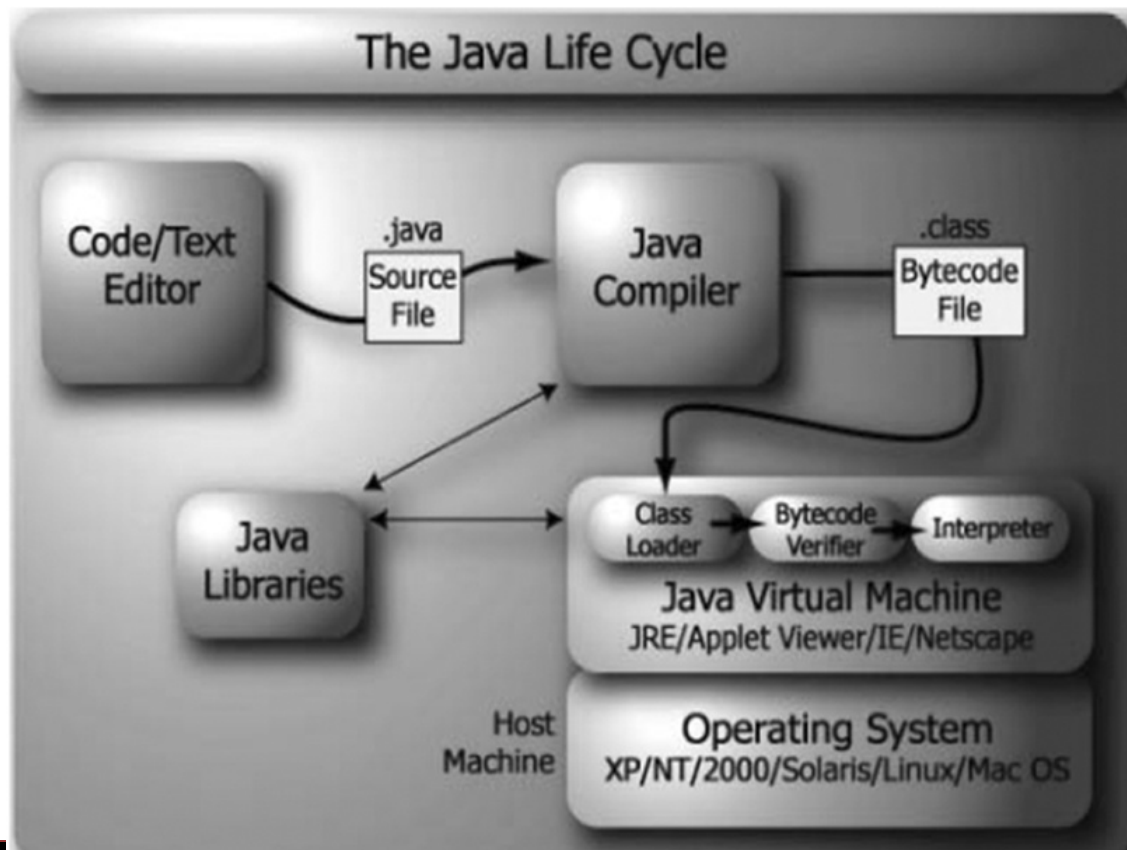 The Java Life Cycle
Code/Text
Editor
.java
Source
File
Java
Compiler
.class
Bytecode
File
Java
Libraries
Class
Loader
Bytecode
Verifier
Interpreter
Java Virtual Machine
JRE/Applet Viewer/IE/Netscape
Host
Machine
Operating System
XP/NT/2000/Solaris/Linux/Mac OS